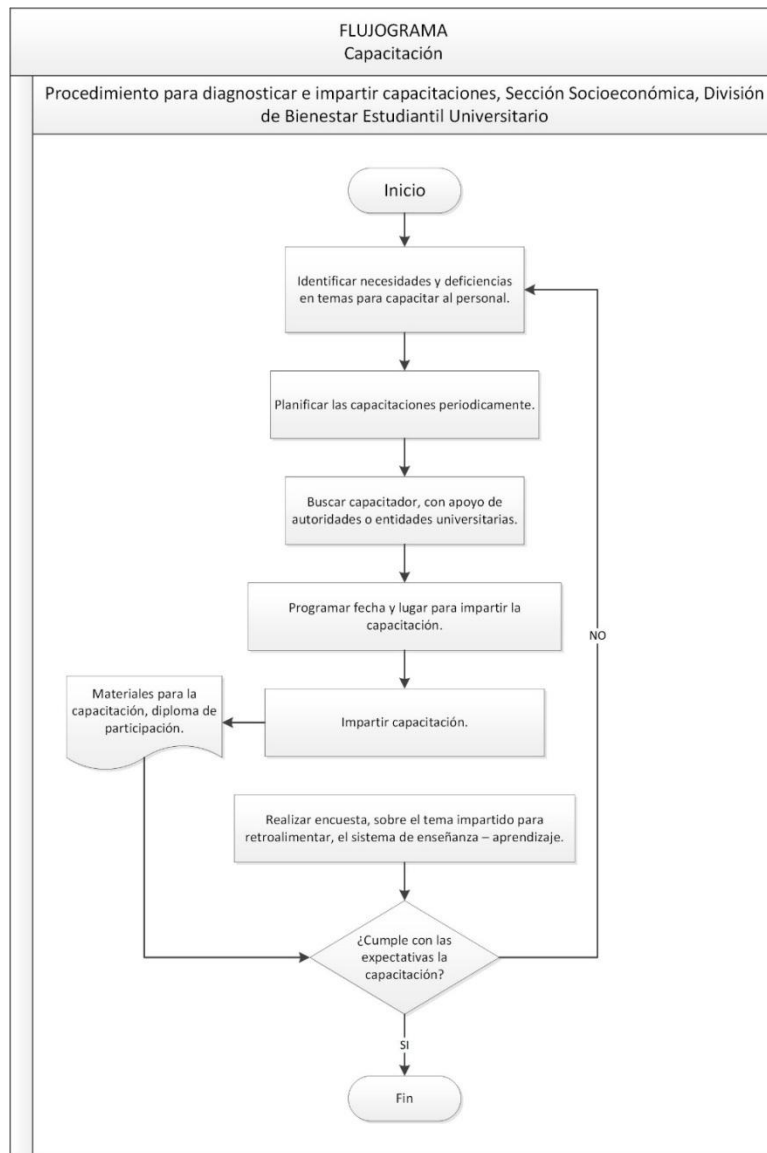 FLUJOGRAMA
Capacitación
Procedimiento para diagnosticar e impartir capacitaciones, Sección Socioeconómica, División
de Bienestar Estudiantil Universitario
Inicio
Identificar necesidades y deficiencias
en temas para capacitar al personal.
Planificar las capacitaciones periodicamente.
Buscar capacitador, con apoyo de
autoridades o entidades universitarias.
Programar fecha y lugar para impartir la
capacitación.
NO
Materiales para la
capacitación, diploma de
participación.
Impartir capacitación.
Realizar encuesta, sobre el tema impartido para
retroalimentar, el sistema de enseñanza – aprendizaje.
¿Cumple con las
expectativas la
capacitación?
SI
Fin